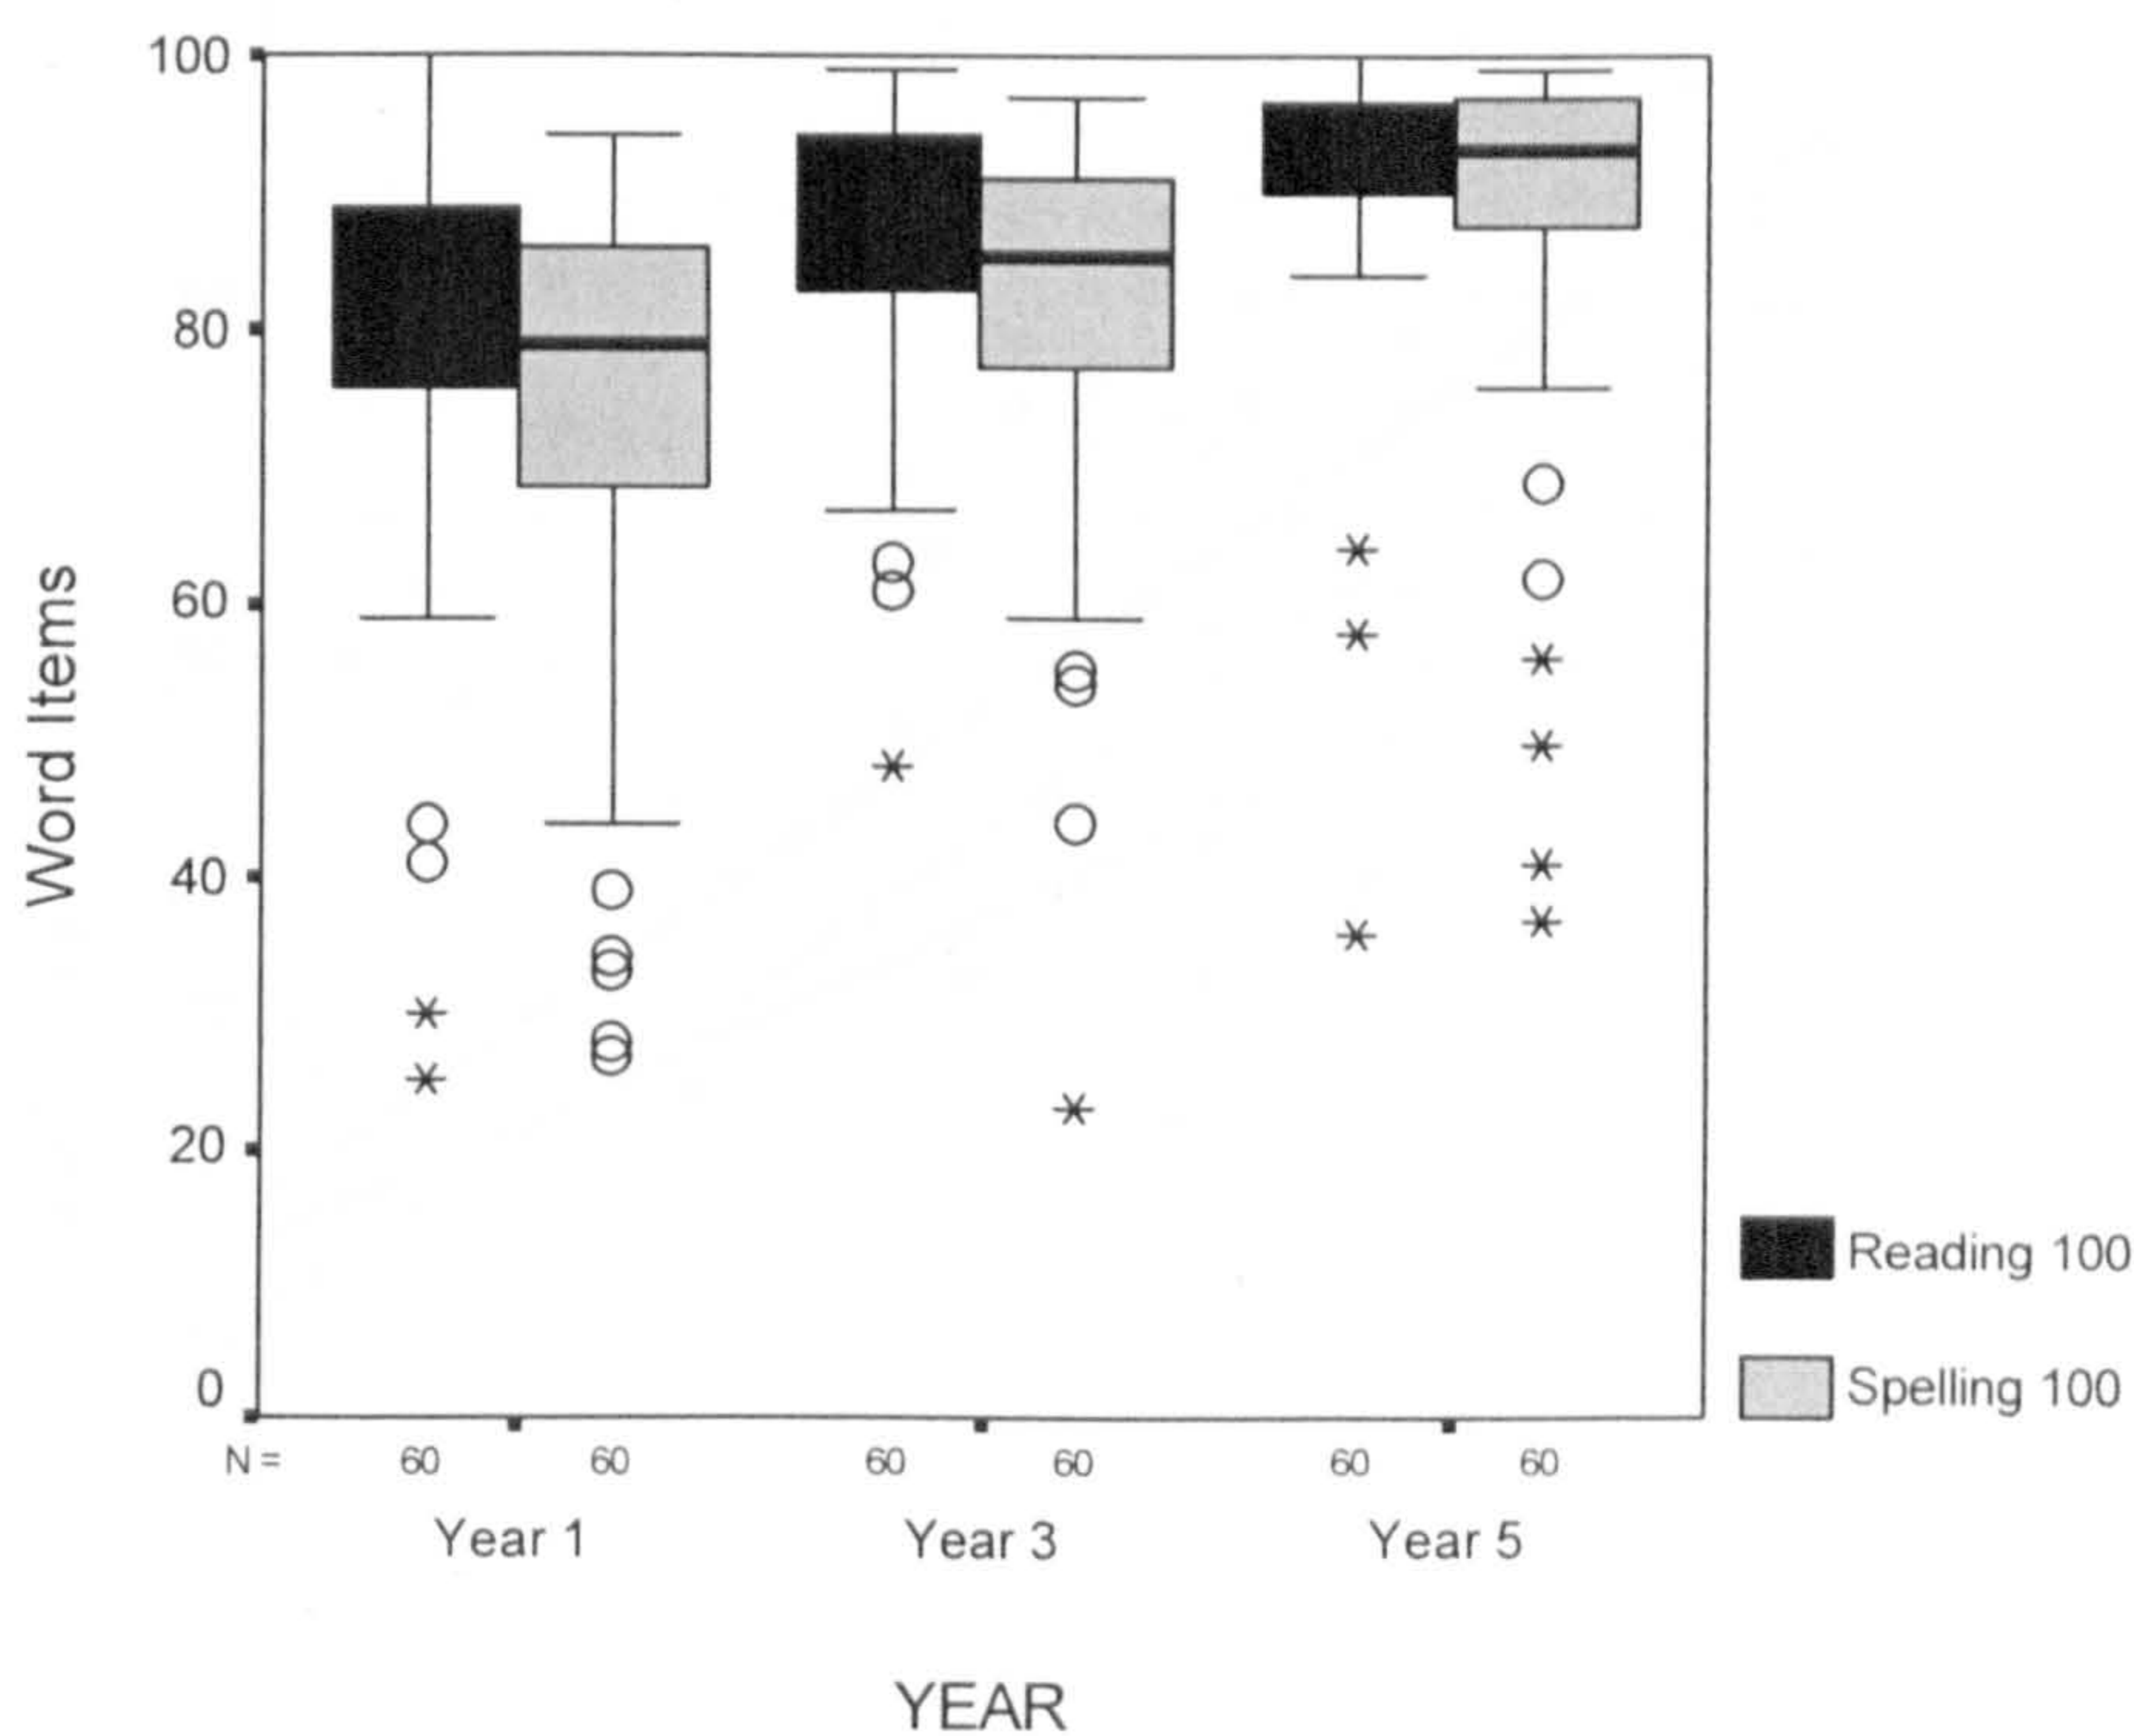 100
80
60
40
20
0
Word Items
N = 60 60 60 60 60 60
Year 1 Year 3 Year 5
YEAR
Reading 100
Spelling 100